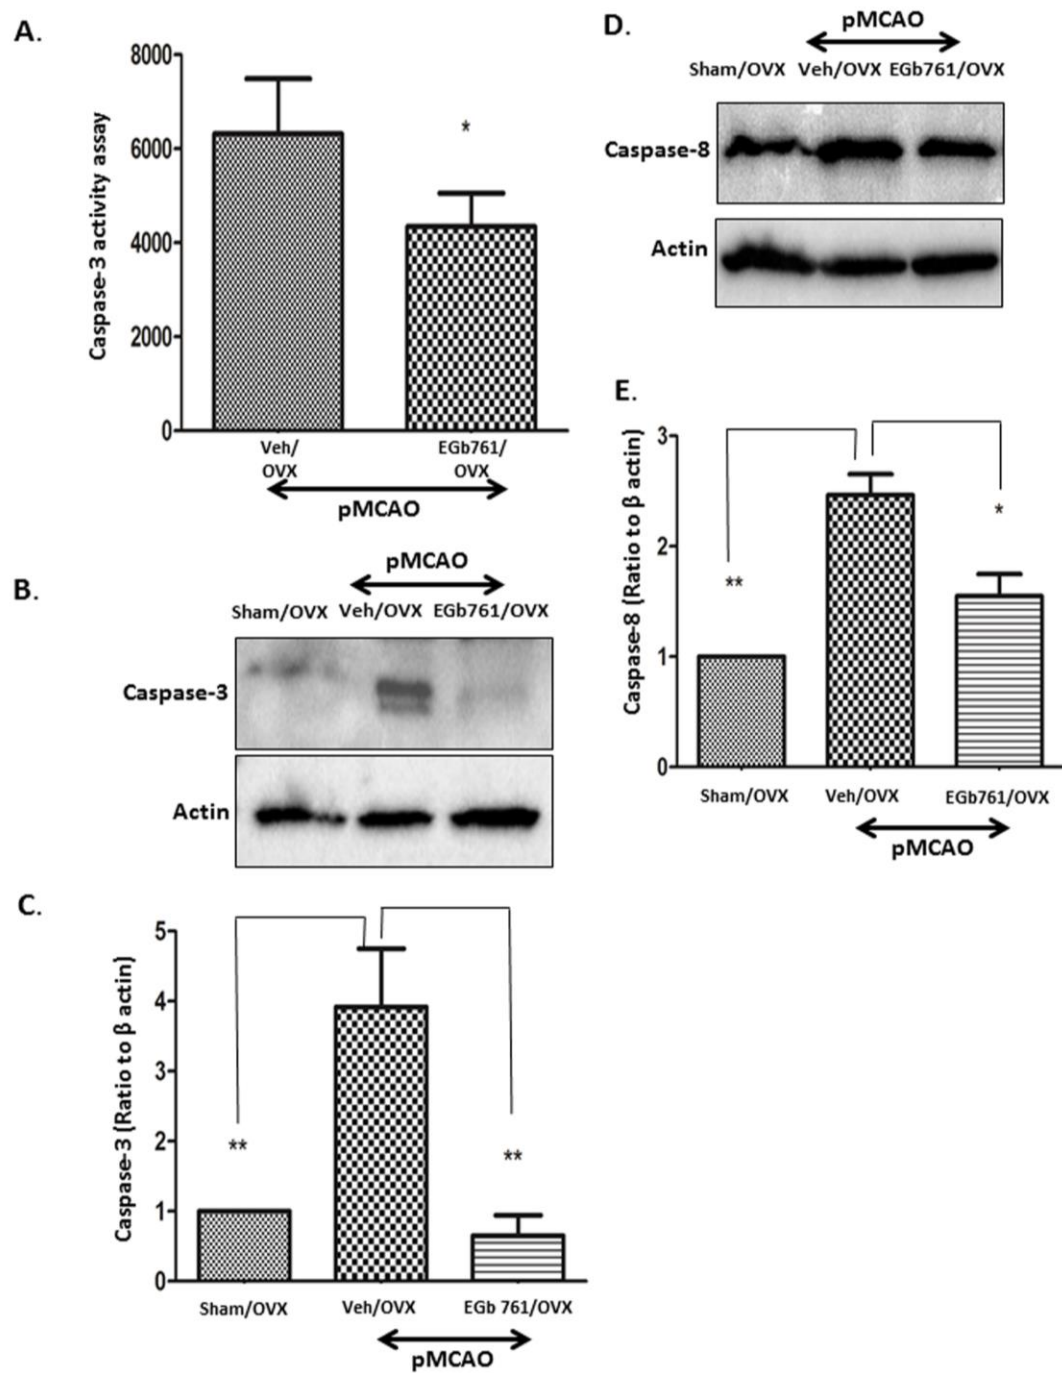 A.
8000
6000
4000
2000
0
Caspase-3 activity assay
*
Veh/
OVX
EGb761/
OVX
pMCAO
B.
pMCAO
Sham/OVX Veh/OVX EGb761/OVX
Caspase-3
Actin
C.
5
4
3
2
1
0
Caspase-3 (Ratio to β actin)
**
**
Sham/OVX Veh/OVX EGb 761/OVX
pMCAO
D.
pMCAO
Sham/OVX Veh/OVX EGb761/OVX
Caspase-8
Actin
E.
3
2
1
0
Caspase-8 (Ratio to β actin)
**
*
Sham/OVX Veh/OVX EGb761/OVX
pMCAO